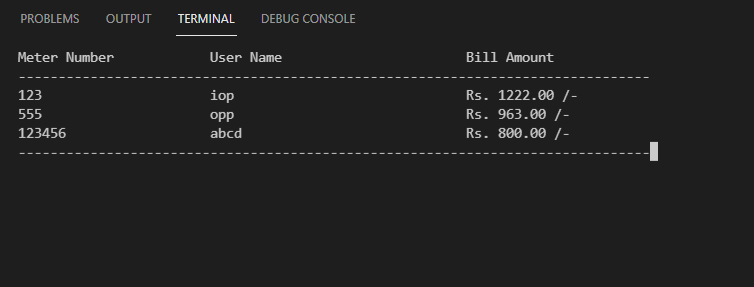 PROBLEMS OUTPUT TERMINAL DEBUG CONSOLE
Meter Number User Name Bill Amount
-------------------------------------------------------------------------------
123 iop Rs. 1222.00 /-
555 opp Rs. 963.00 /-
123456 abcd Rs. 800.00 /-
-------------------------------------------------------------------------------